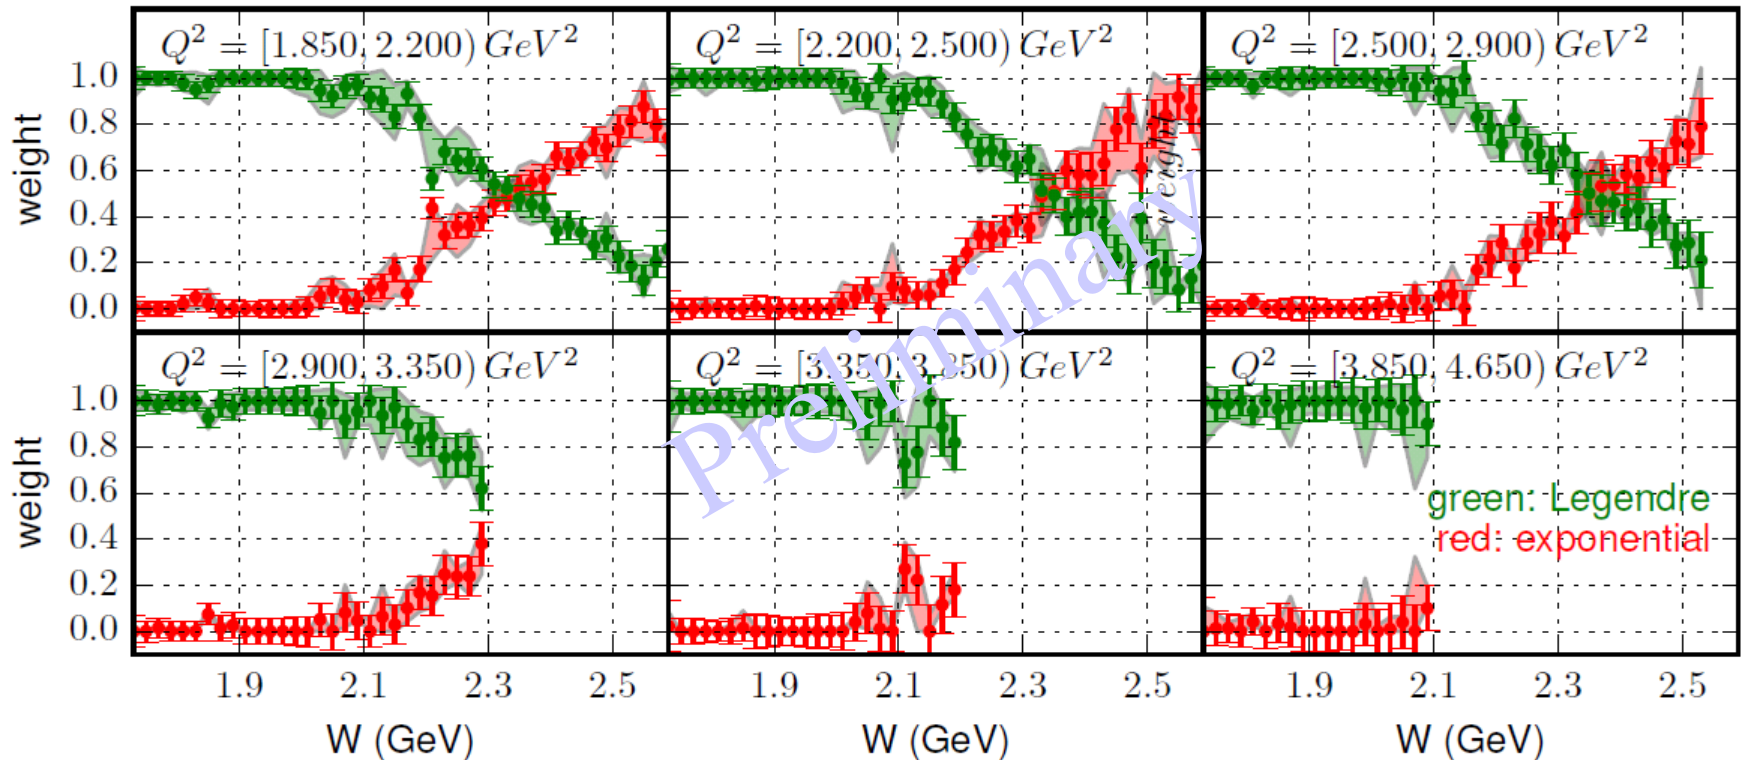 Q² = [1.850, 2.200) GeV²
Q² = [2.200, 2.500) GeV²
Q² = [2.500, 2.900) GeV²
1.0
0.8
0.6
0.4
0.2
0.0
weight
weight
Q² = [2.900, 3.350) GeV²
Q² = [3.350, 3.850) GeV²
Q² = [3.850, 4.650) GeV²
1.0
0.8
0.6
0.4
0.2
0.0
weight
green: Legendre
red: exponential
Preliminary
1.9 2.1 2.3 2.5
1.9 2.1 2.3 2.5
1.9 2.1 2.3 2.5
W (GeV)
W (GeV)
W (GeV)